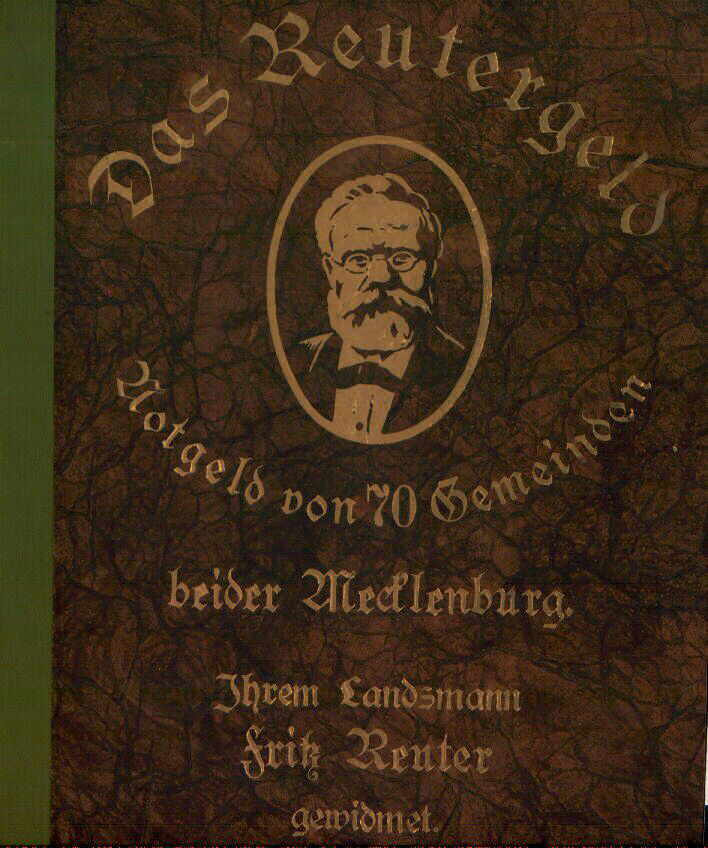 Das Reutergeld
Notgeld von 70 Gemeinden
beider Mecklenburg.
Ihrem Landsmann
Fritz Reuter
gewidmet.